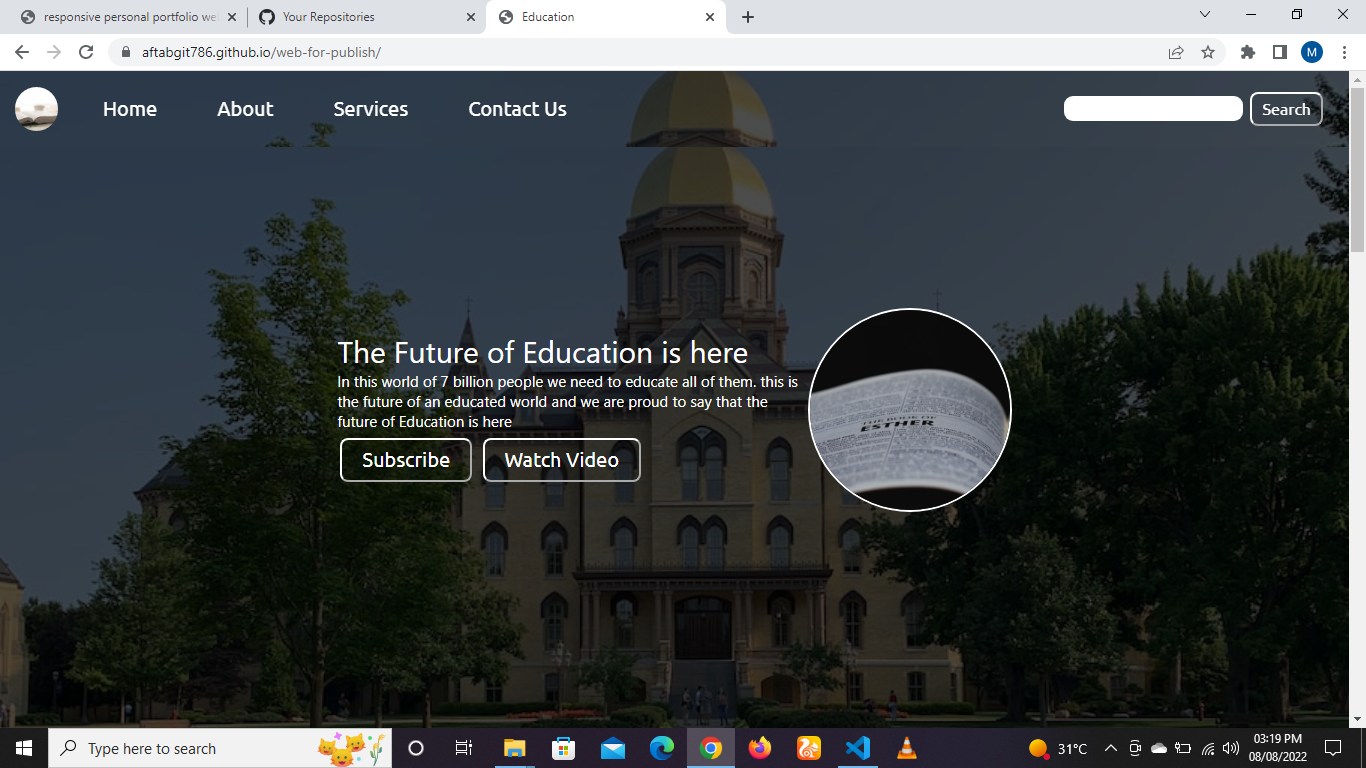 responsive personal portfolio we
Your Repositories
Education
aftabgit786.github.io/web-for-publish/
M
Home
About
Services
Contact Us
Search
The Future of Education is here
In this world of 7 billion people we need to educate all of them. this is
the future of an educated world and we are proud to say that the
future of Education is here
Subscribe
Watch Video
THE BOOK OF
ESTHER
Type here to search
31°C
03:19 PM
08/08/2022